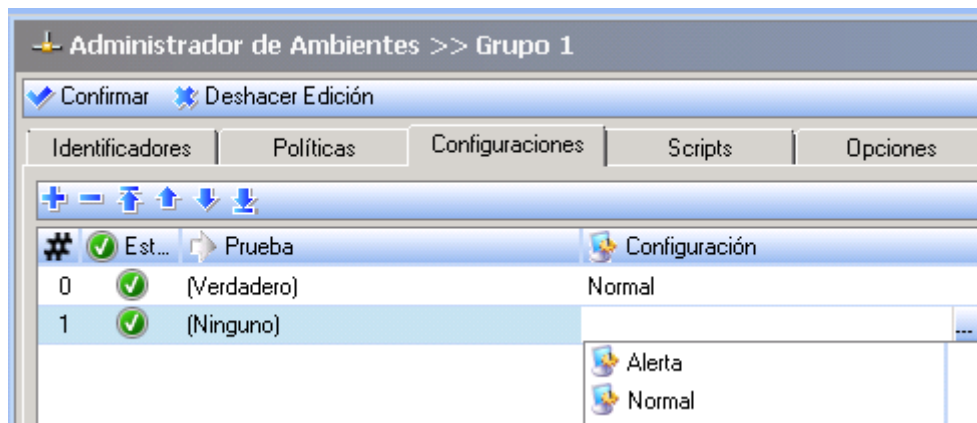 Administrador de Ambientes >> Grupo 1
Confirmar Deshacer Edición
Identificadores Políticas Configuraciones Scripts Opciones
# Est... Prueba Configuración
0 (Verdadero) Normal
1 (Ninguno) ...
Alerta
Normal